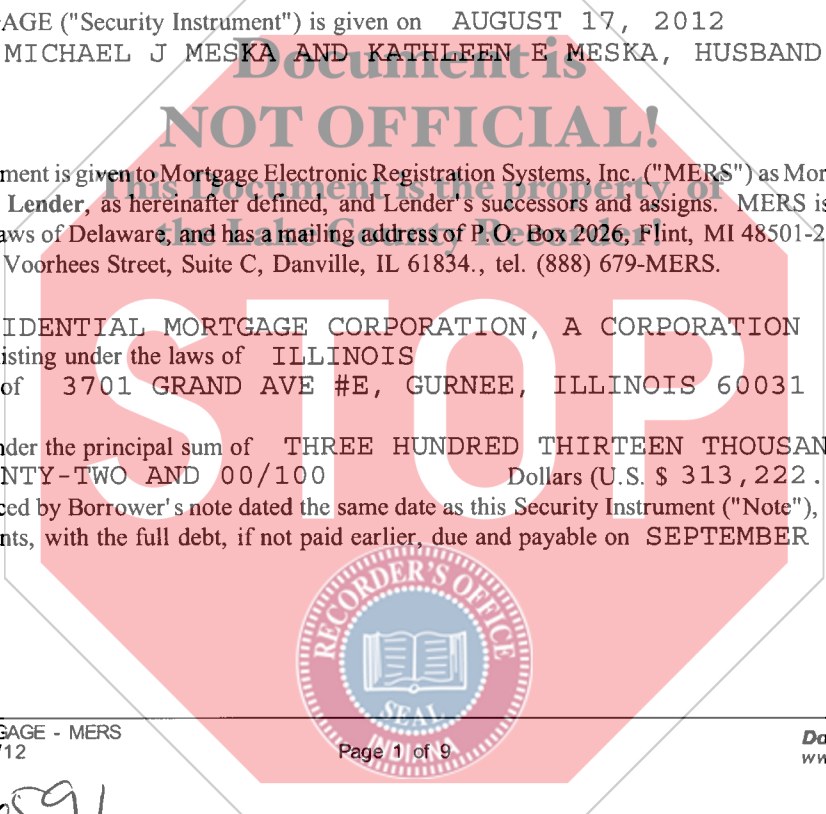 AGE ("Security Instrument") is given on AUGUST 17, 2012
MICHAEL J MESKA AND KATHLEEN E MESKA, HUSBAND
Document is
NOT OFFICIAL!
ment is given to Mortgage Electronic Registration Systems, Inc. ("MERS") as Mor
This Document is the property of
Lender, as hereinafter defined, and Lender's successors and assigns. MERS is
aws of Delaware, and has a mailing address of P.O. Box 2026, Flint, MI 48501-2
the Lake County Recorder!
Voorhees Street, Suite C, Danville, IL 61834., tel. (888) 679-MERS.
IDENTIAL MORTGAGE CORPORATION, A CORPORATION
isting under the laws of ILLINOIS
of 3701 GRAND AVE #E, GURNEE, ILLINOIS 60031
STOP
der the principal sum of THREE HUNDRED THIRTEEN THOUSAN
NTY-TWO AND 00/100 Dollars (U.S. $ 313,222.
ced by Borrower's note dated the same date as this Security Instrument ("Note"),
nts, with the full debt, if not paid earlier, due and payable on SEPTEMBER
RECORDER'S OFFICE
SEAL
INDIANA
GAGE - MERS
/12
Page 1 of 9
Do
ww
591